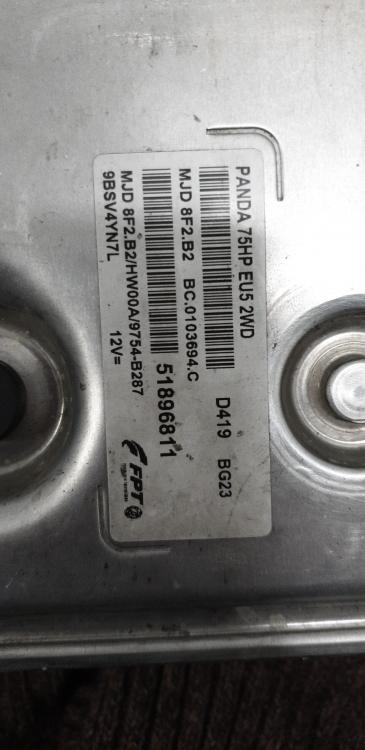 PANDA 75HP EU5 2WD
D419 BG23
MJD 8F2.B2 BC.0103694.C
51896811
MJD 8F2.B2/HW00A/9754-B287
9BSV4YN7L
12V=
FPT